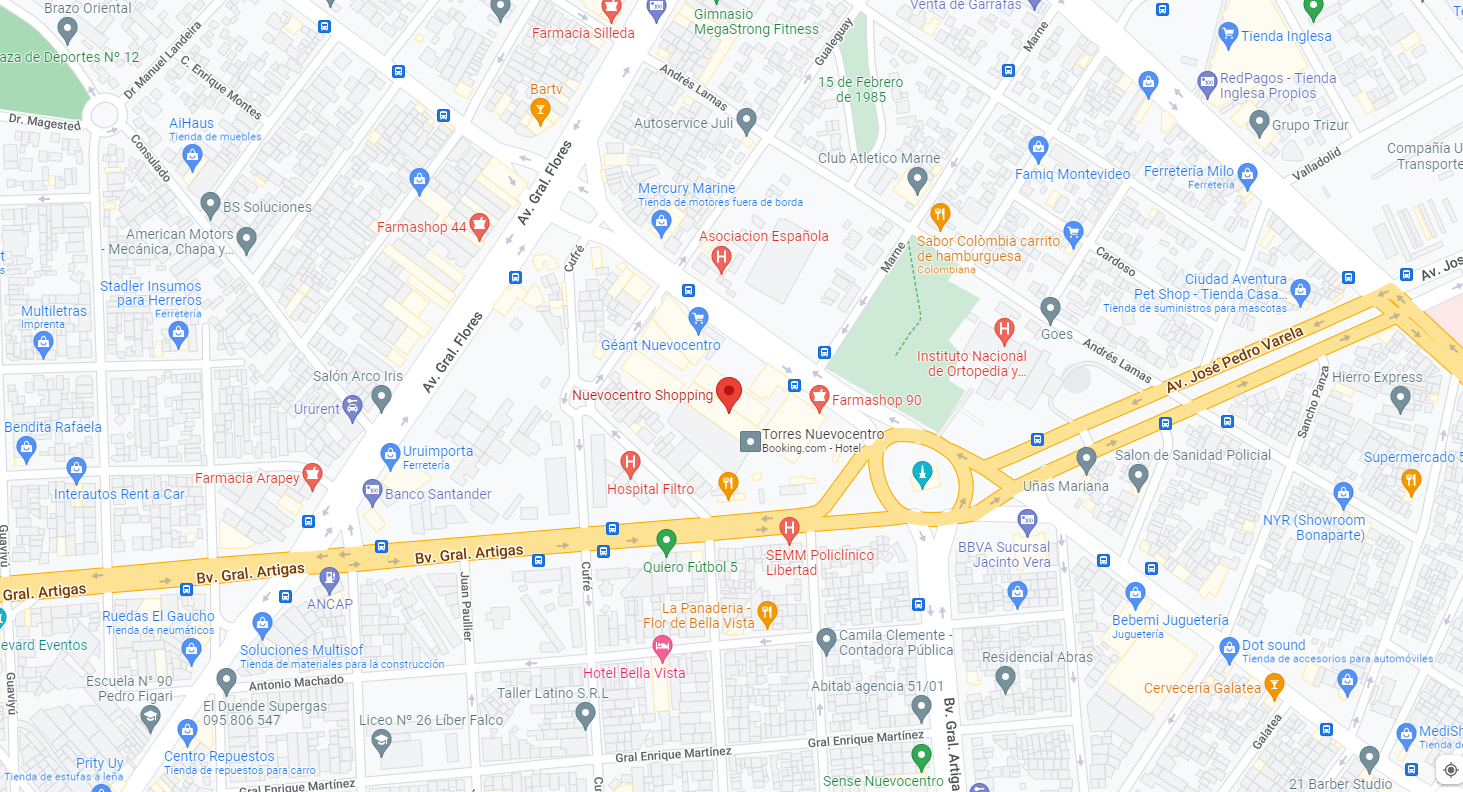 Brazo Oriental
Farmacia Silleda
Gimnasio
MegaStrong Fitness
Venta de Garrafas
Tienda Inglesa
aza de Deportes Nº 12
Dr Manuel Landeira
C. Enrique Montes
Gualeguay
Marne
Andrés Lamas
15 de Febrero
de 1985
RedPagos - Tienda
Inglesa Propios
Bartv
Dr. Magested
AiHaus
Tienda de muebles
Consulado
Autoservice Juli
Grupo Trizur
Av. Gral. Flores
Club Atletico Marne
Famiq Montevideo
Ferretería Milo
Ferretería
Valladolid
Compañía U
Transporte
BS Soluciones
Mercury Marine
Tienda de motores fuera de borda
Farmashop 44
American Motors
- Mecánica, Chapa y...
Asociacion Española
Sabor Colòmbia carrito
de hamburguesa
Colombiana
Cufré
Marne
Cardoso
Av. Jos
Stadler Insumos
para Herreros
Ferretería
Ciudad Aventura
Pet Shop - Tienda Casa...
Tienda de suministros para mascotas
Multiletras
Imprenta
Goes
Géant Nuevocentro
Instituto Nacional
de Ortopedia y...
Andrés Lamas
Av. José Pedro Varela
Av. Gral. Flores
Salón Arco Iris
Ururent
Nuevocentro Shopping
Farmashop 90
Hierro Express
Sancho Panza
Bendita Rafaela
Torres Nuevocentro
Booking.com - Hotel
Uruimporta
Ferretería
Salon de Sanidad Policial
Supermercado 5
Farmacia Arapey
Interautos Rent a Car
Banco Santander
Hospital Filtro
Uñas Mariana
NYR (Showroom
Bonaparte)
Guaviyú
Bv. Gral. Artigas
SEMM Policlínico
Libertad
BBVA Sucursal
Jacinto Vera
Bv. Gral. Artigas
Quiero Fútbol 5
Gral. Artigas
ANCAP
Juan Paullier
Cufré
Ruedas El Gaucho
Tienda de neumáticos
La Panaderia -
Flor de Bella Vista
Bebemi Juguetería
Juguetería
evard Eventos
Soluciones Multisof
Tienda de materiales para la construcción
Camila Clemente -
Contadora Pública
Dot sound
Tienda de accesorios para automóviles
Hotel Bella Vista
Residencial Abras
Escuela N° 90
Pedro Figari
Antonio Machado
Guaviyú
Taller Latino S.R.L
Abitab agencia 51/01
Cervecería Galatea
El Duende Supergas
095 806 547
Liceo Nº 26 Líber Falco
Bv. Gral. Artiga
Galatea
MediSh
Tienda de
Gral Enrique Martínez
Gral Enrique Martínez
Centro Repuestos
Tienda de repuestos para carro
Prity Uy
Tienda de estufas a leña
Gral Enrique Martínez
Cu
Sense Nuevocentro
21 Barber Studio